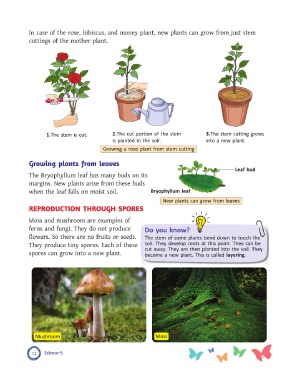 In case of the rose, hibiscus, and money plant, new plants can grow from just stem
cuttings of the mother plant.
1.The stem is cut.
2.The cut portion of the stem
is planted in the soil.
3.The stem cutting grows
into a new plant.
Growing a rose plant from stem cutting
Growing plants from leaves
The Bryophyllum leaf has many buds on its
margins. New plants arise from these buds
when the leaf falls on moist soil.
Leaf bud
Bryophyllum leaf
New plants can grow from leaves
REPRODUCTION THROUGH SPORES
Moss and mushroom are examples of
ferns and fungi. They do not produce
flowers. So there are no fruits or seeds.
They produce tiny spores. Each of these
spores can grow into a new plant.
Do you know?
The stem of some plants bend down to touch the
soil. They develop roots at this point. They can be
cut away. They are then planted into the soil. They
become a new plant. This is called layering.
Mushroom
Moss
Science-5